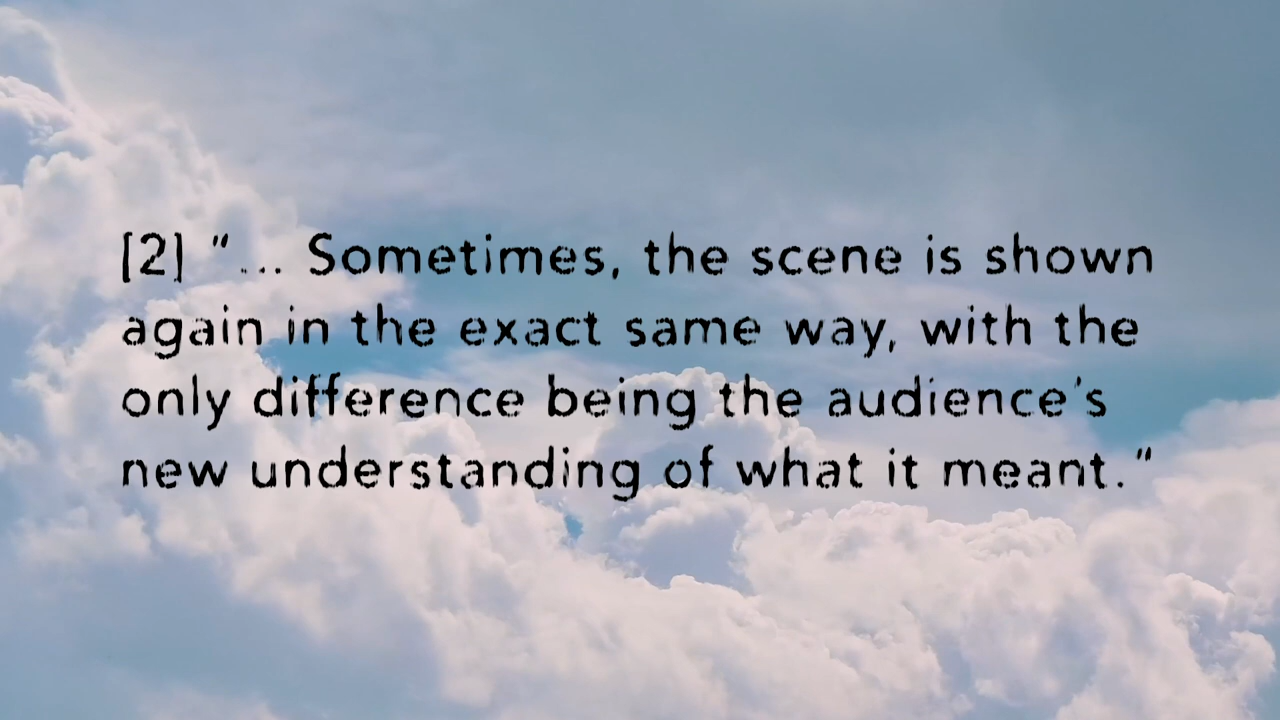 [2] "... Sometimes, the scene is shown
again in the exact same way, with the
only difference being the audience's
new understanding of what it meant."